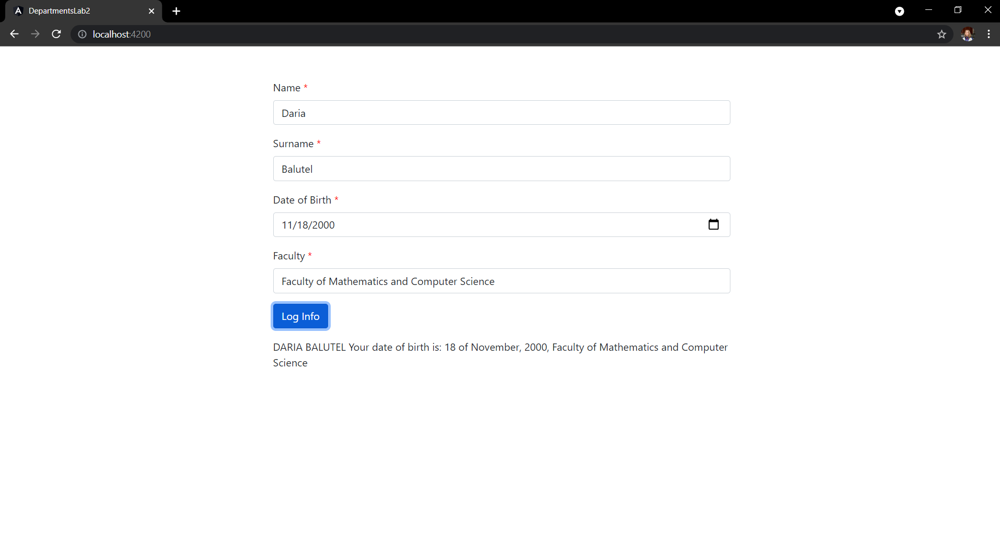 DepartmentsLab2
localhost:4200
Name *
Daria
Surname *
Balutel
Date of Birth *
11/18/2000
Faculty *
Faculty of Mathematics and Computer Science
Log Info
DARIA BALUTEL Your date of birth is: 18 of November, 2000, Faculty of Mathematics and Computer
Science